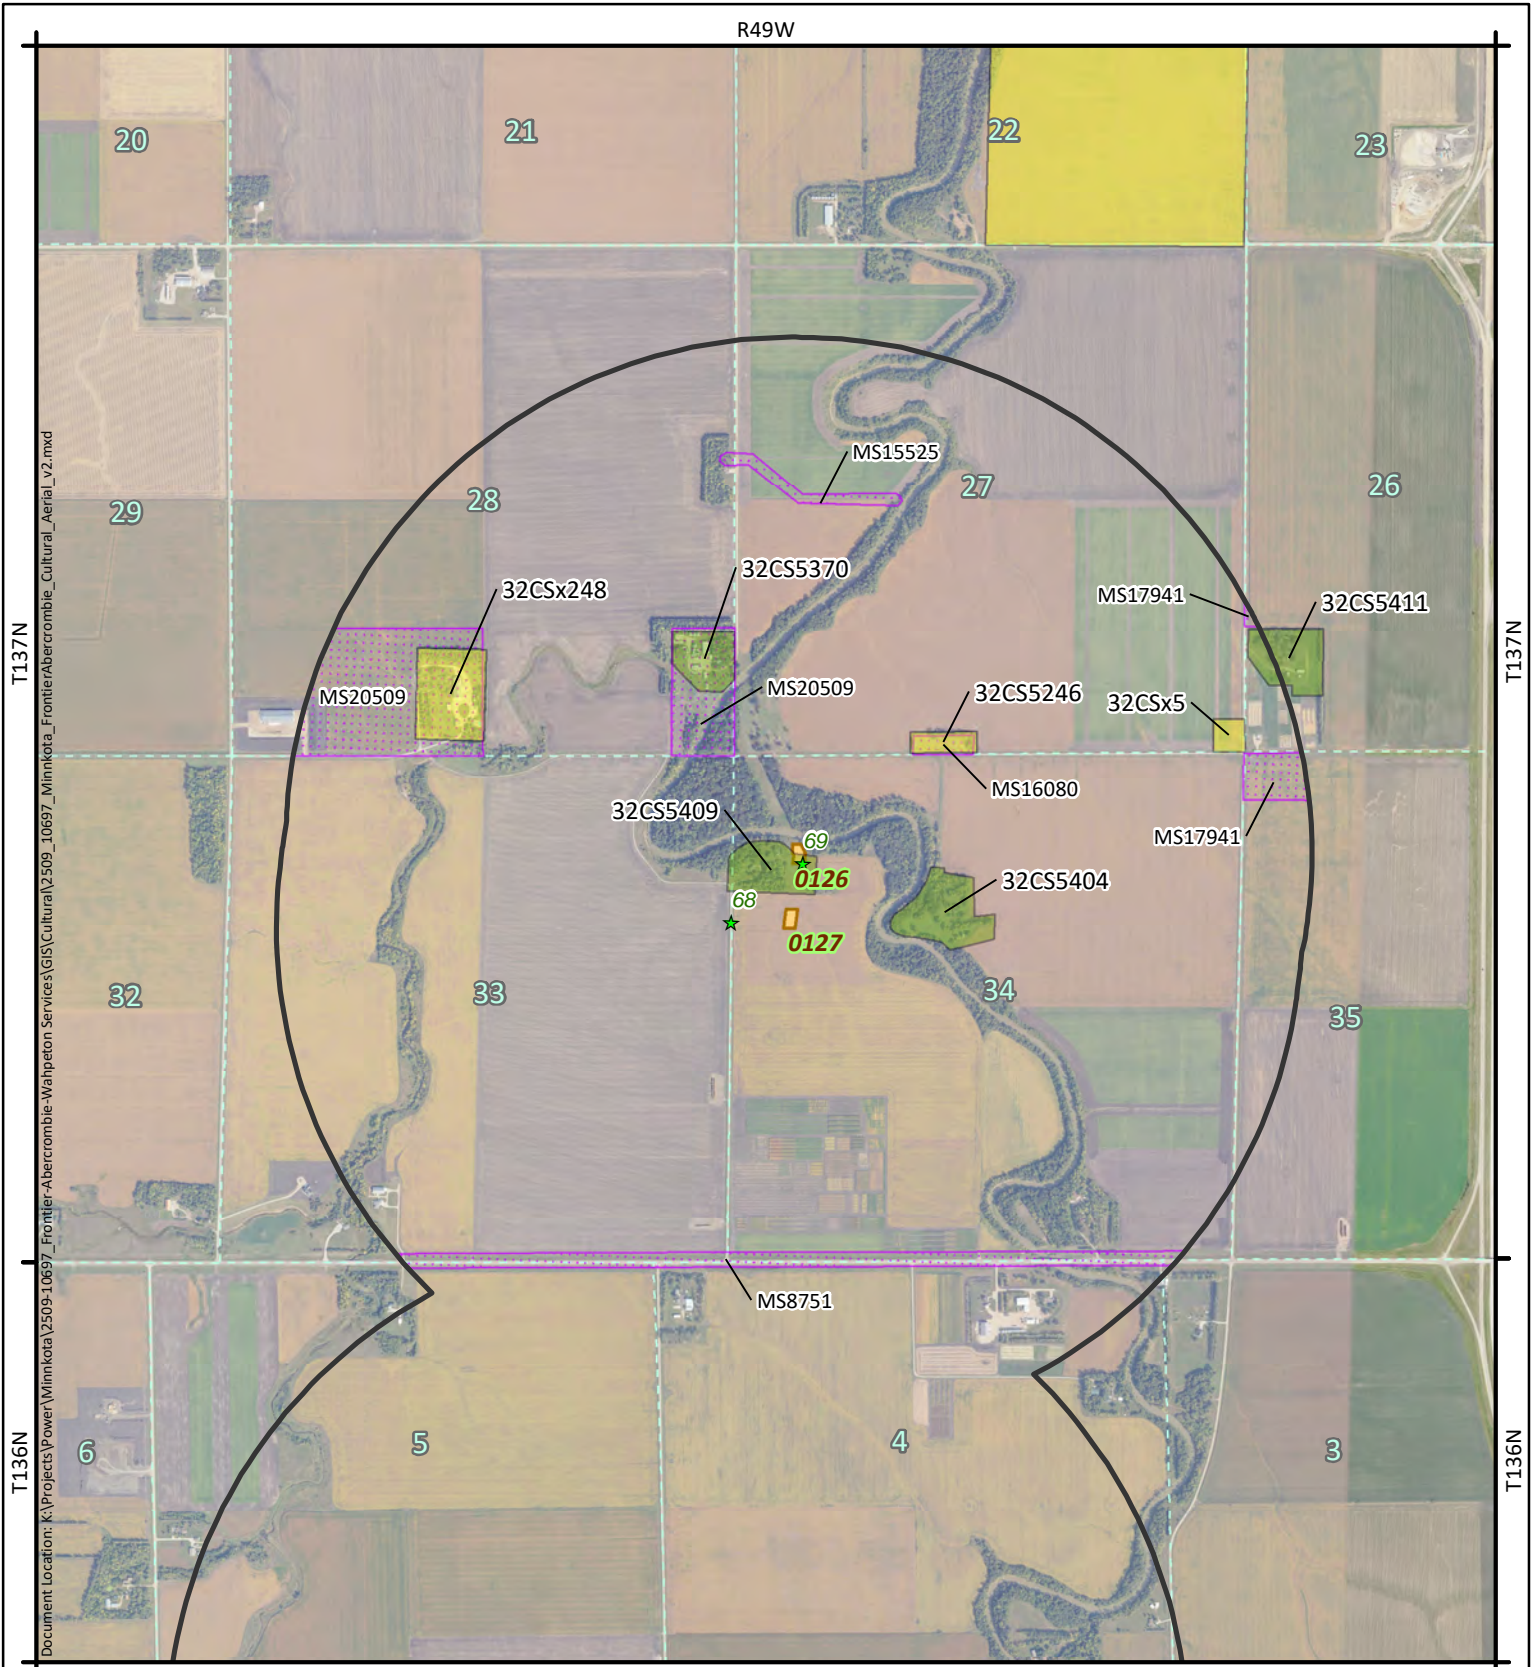 R49W
20
21
22
23
MS15525
27
26
28
29
32CS5370
32CSx248
MS17941
32CS5411
T137N
T137N
MS20509
MS20509
32CS5246
32CSx5
MS16080
32CS5409
69
MS17941
0126
32CS5404
68
0127
32
33
34
35
MS8751
6
5
4
3
T136N
T136N
Document Location: K:\Projects\Power\Minnkota\2509-10697_Frontier-Abercrombie-Wahpeton Services\GIS\Cultural\2509_10697_Minnkota_FrontierAbercrombie_Cultural_Aerial_v2.mxd